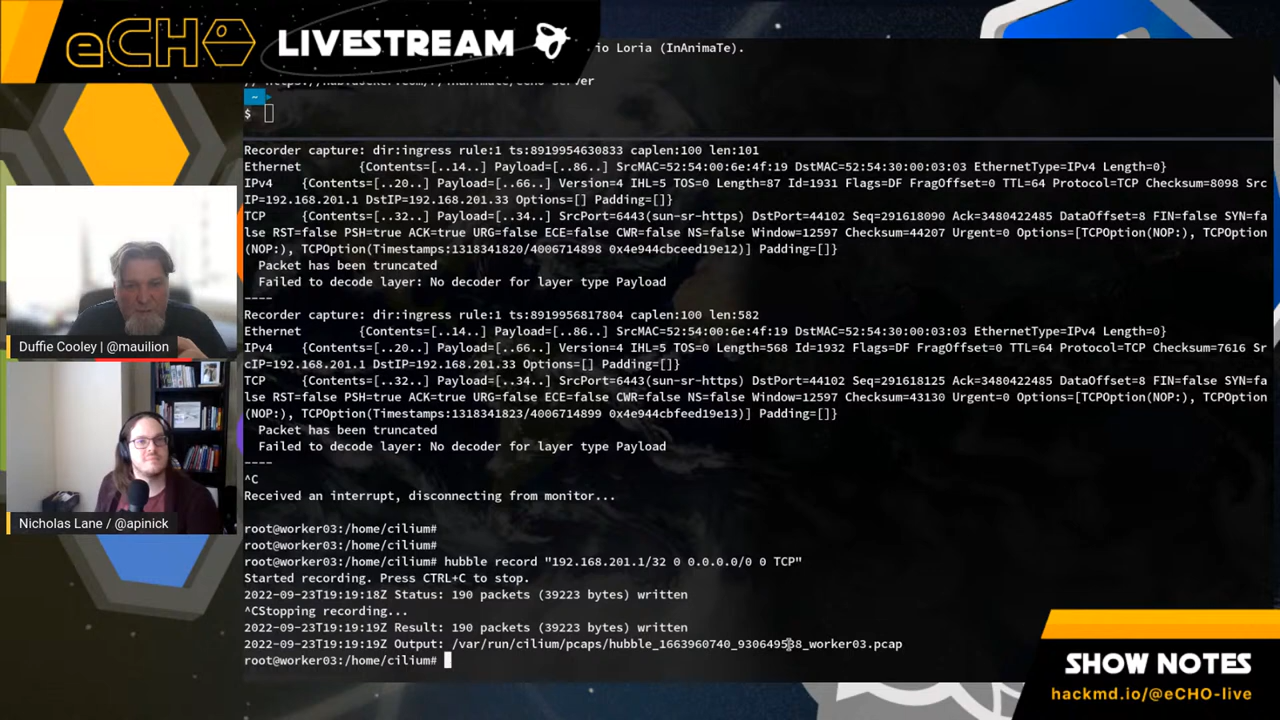 eCHO LIVESTREAM
io Loria (InAnimaTe).
~
$
Recorder capture: dir:ingress rule:1 ts:8919954630833 caplen:100 len:101
Ethernet {Contents=[..14..] Payload=[..86..] SrcMAC=52:54:00:6e:4f:19 DstMAC=52:54:30:00:03:03 EthernetType=IPv4 Length=0}
IPv4 {Contents=[..20..] Payload=[..66..] Version=4 IHL=5 TOS=0 Length=87 Id=1931 Flags=DF FragOffset=0 TTL=64 Protocol=TCP Checksum=8098 Src
IP=192.168.201.1 DstIP=192.168.201.33 Options=[] Padding=[]}
TCP {Contents=[..32..] Payload=[..34..] SrcPort=6443(sun-sr-https) DstPort=44102 Seq=291618090 Ack=3480422485 DataOffset=8 FIN=false SYN=fa
lse RST=false PSH=true ACK=true URG=false ECE=false CWR=false NS=false Window=12597 Checksum=44207 Urgent=0 Options=[TCPOption(NOP:), TCPOption
(NOP:), TCPOption(Timestamps:1318341820/4006714898 0x4e944cbceed19e12)] Padding=[]}
Packet has been truncated
Failed to decode layer: No decoder for layer type Payload
----
Recorder capture: dir:ingress rule:1 ts:8919956817804 caplen:100 len:582
Ethernet {Contents=[..14..] Payload=[..86..] SrcMAC=52:54:00:6e:4f:19 DstMAC=52:54:30:00:03:03 EthernetType=IPv4 Length=0}
IPv4 {Contents=[..20..] Payload=[..66..] Version=4 IHL=5 TOS=0 Length=568 Id=1932 Flags=DF FragOffset=0 TTL=64 Protocol=TCP Checksum=7616 Sr
cIP=192.168.201.1 DstIP=192.168.201.33 Options=[] Padding=[]}
TCP {Contents=[..32..] Payload=[..34..] SrcPort=6443(sun-sr-https) DstPort=44102 Seq=291618125 Ack=3480422485 DataOffset=8 FIN=false SYN=fa
lse RST=false PSH=true ACK=true URG=false ECE=false CWR=false NS=false Window=12597 Checksum=43130 Urgent=0 Options=[TCPOption(NOP:), TCPOption
(NOP:), TCPOption(Timestamps:1318341823/4006714899 0x4e944cbfeed19e13)] Padding=[]}
Packet has been truncated
Failed to decode layer: No decoder for layer type Payload
----
^C
Received an interrupt, disconnecting from monitor...
root@worker03:/home/cilium#
root@worker03:/home/cilium#
root@worker03:/home/cilium# hubble record "192.168.201.1/32 0 0.0.0.0/0 0 TCP"
Started recording. Press CTRL+C to stop.
2022-09-23T19:19:18Z Status: 190 packets (39223 bytes) written
^CStopping recording...
2022-09-23T19:19:19Z Result: 190 packets (39223 bytes) written
2022-09-23T19:19:19Z Output: /var/run/cilium/pcaps/hubble_1663960740_930649538_worker03.pcap
root@worker03:/home/cilium#
Duffie Cooley | @mauilion
Nicholas Lane / @apinick
SHOW NOTES
hackmd.io/@eCHO-live